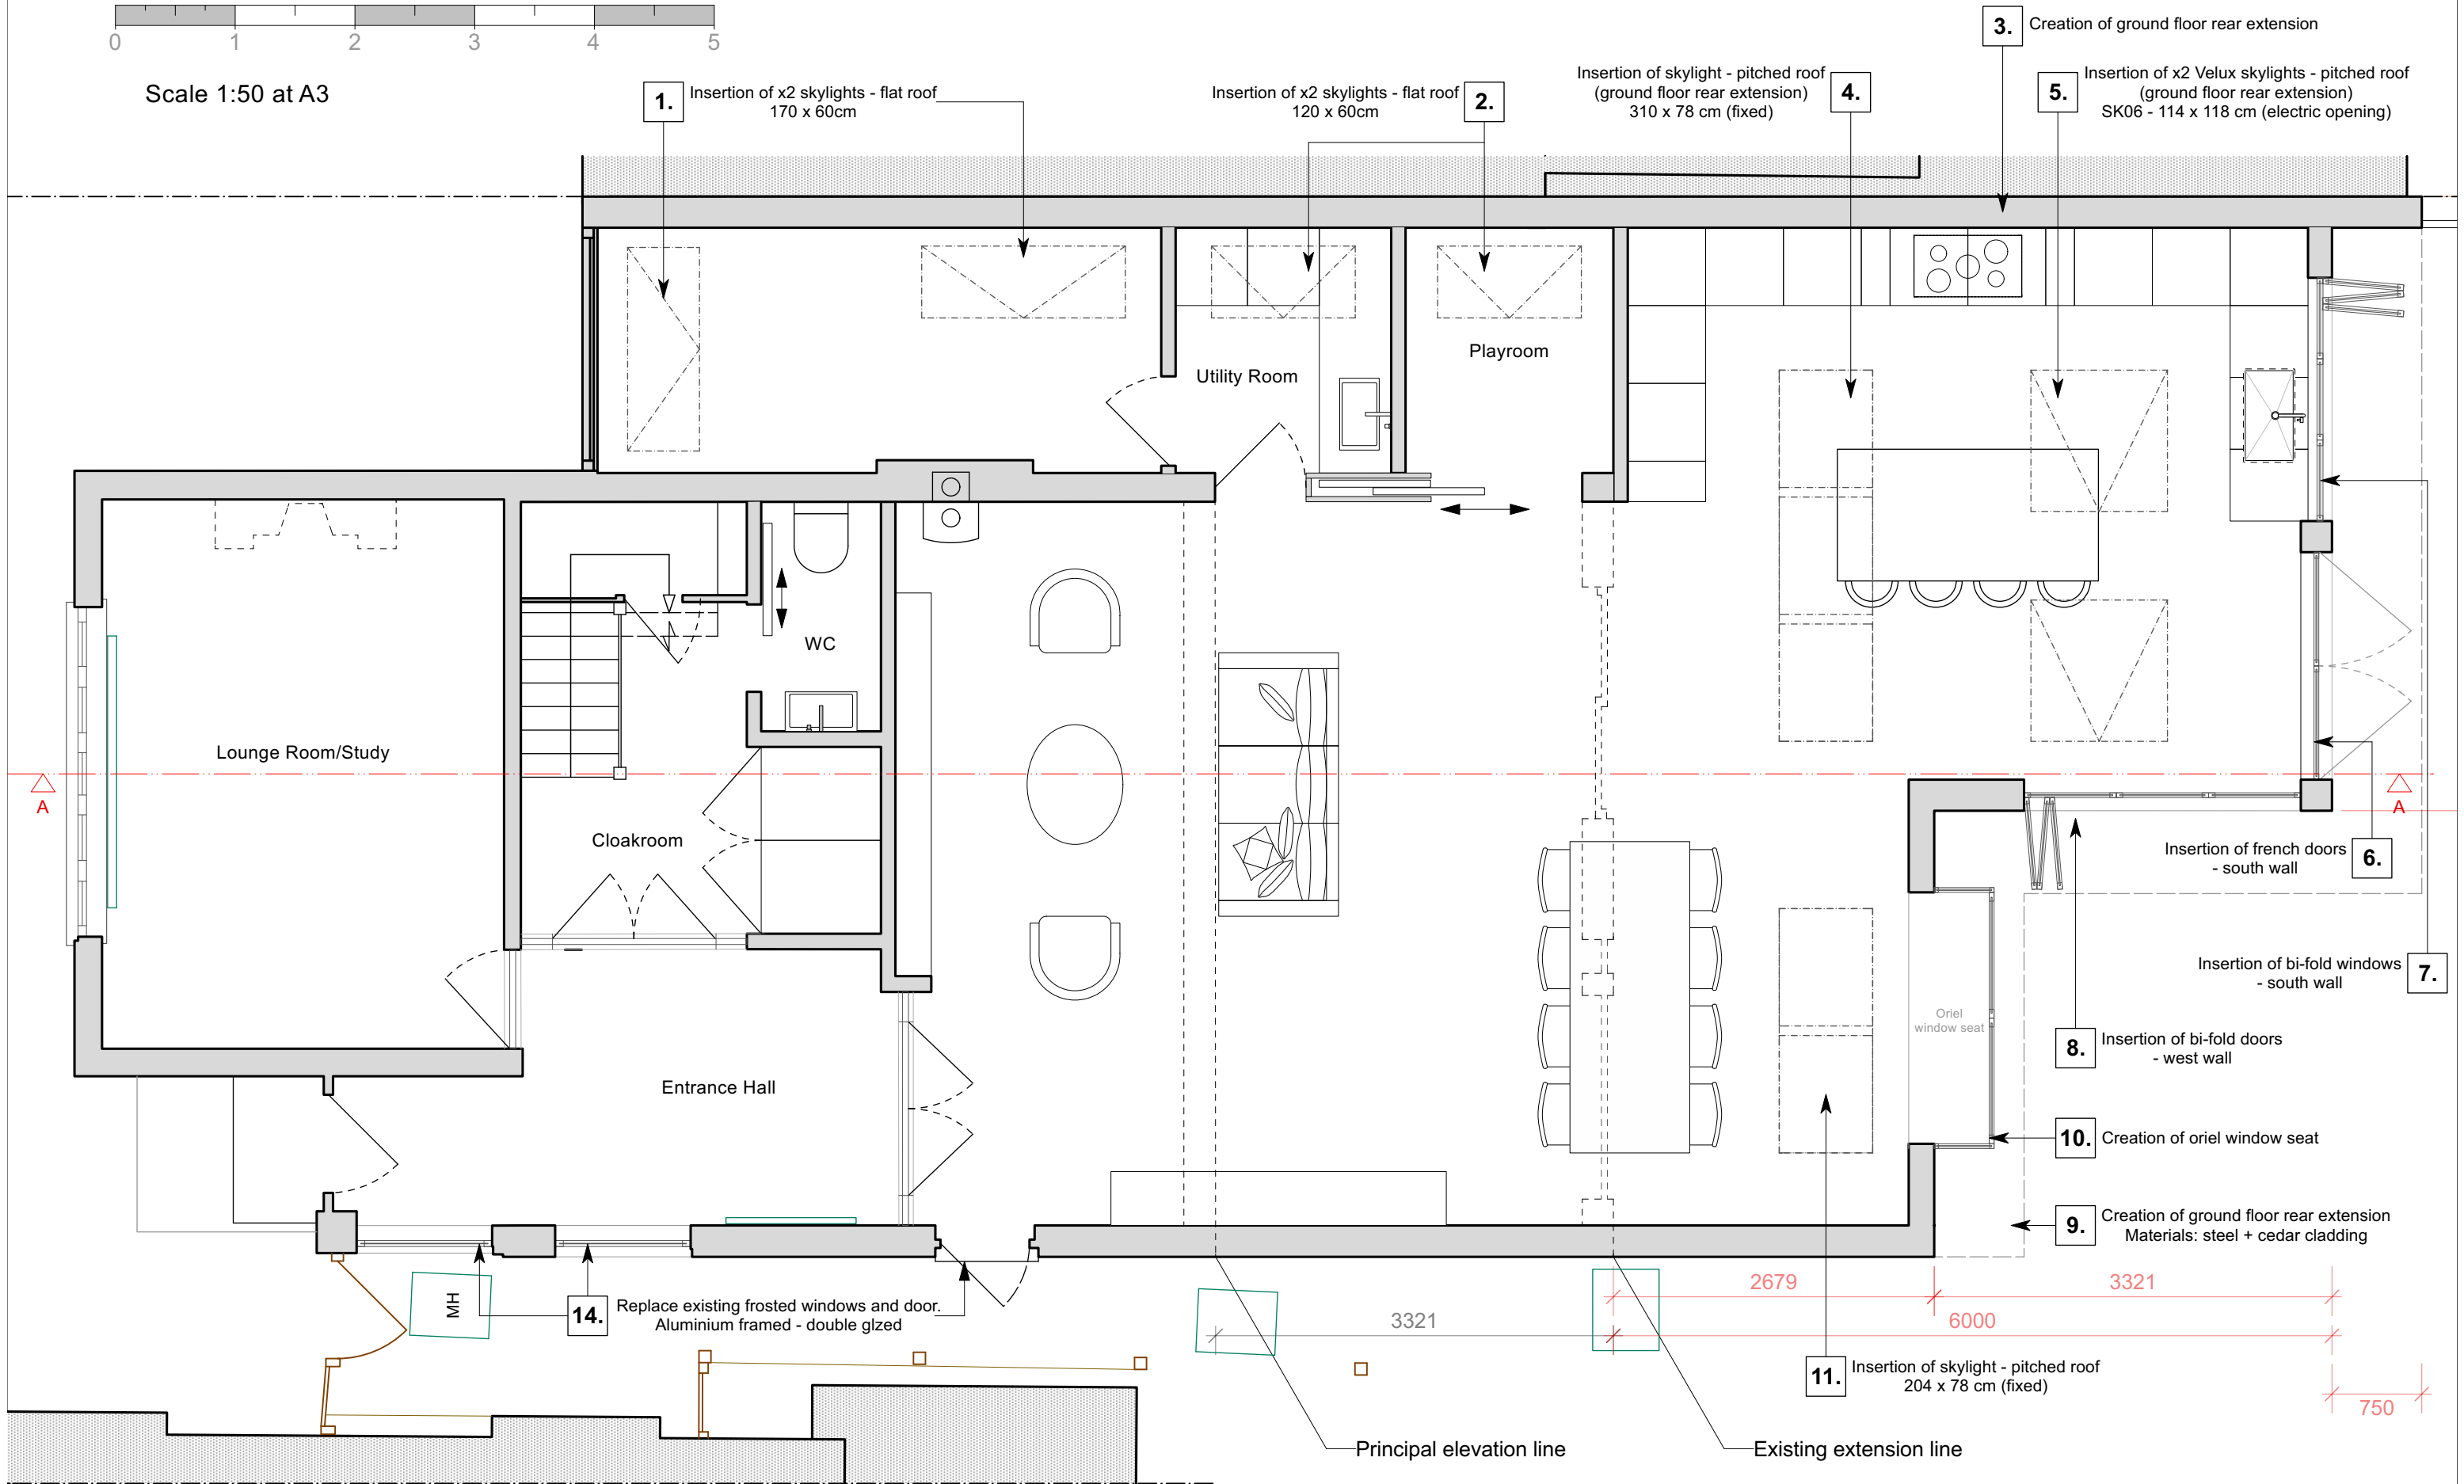 0 1 2 3 4 5
Scale 1:50 at A3
1.
Insertion of x2 skylights - flat roof
170 x 60cm
Insertion of x2 skylights - flat roof
120 x 60cm
2.
3.
Creation of ground floor rear extension
Insertion of skylight - pitched roof
(ground floor rear extension)
310 x 78 cm (fixed)
4.
5.
Insertion of x2 Velux skylights - pitched roof
(ground floor rear extension)
SK06 - 114 x 118 cm (electric opening)
Playroom
Utility Room
WC
Lounge Room/Study
A
A
Cloakroom
Insertion of french doors
- south wall
6.
Insertion of bi-fold windows
- south wall
7.
Oriel
window seat
8.
Insertion of bi-fold doors
- west wall
Entrance Hall
10.
Creation of oriel window seat
9.
Creation of ground floor rear extension
Materials: steel + cedar cladding
MH
14.
Replace existing frosted windows and door.
Aluminium framed - double glzed
2679
3321
3321
6000
11.
Insertion of skylight - pitched roof
204 x 78 cm (fixed)
750
Principal elevation line
Existing extension line